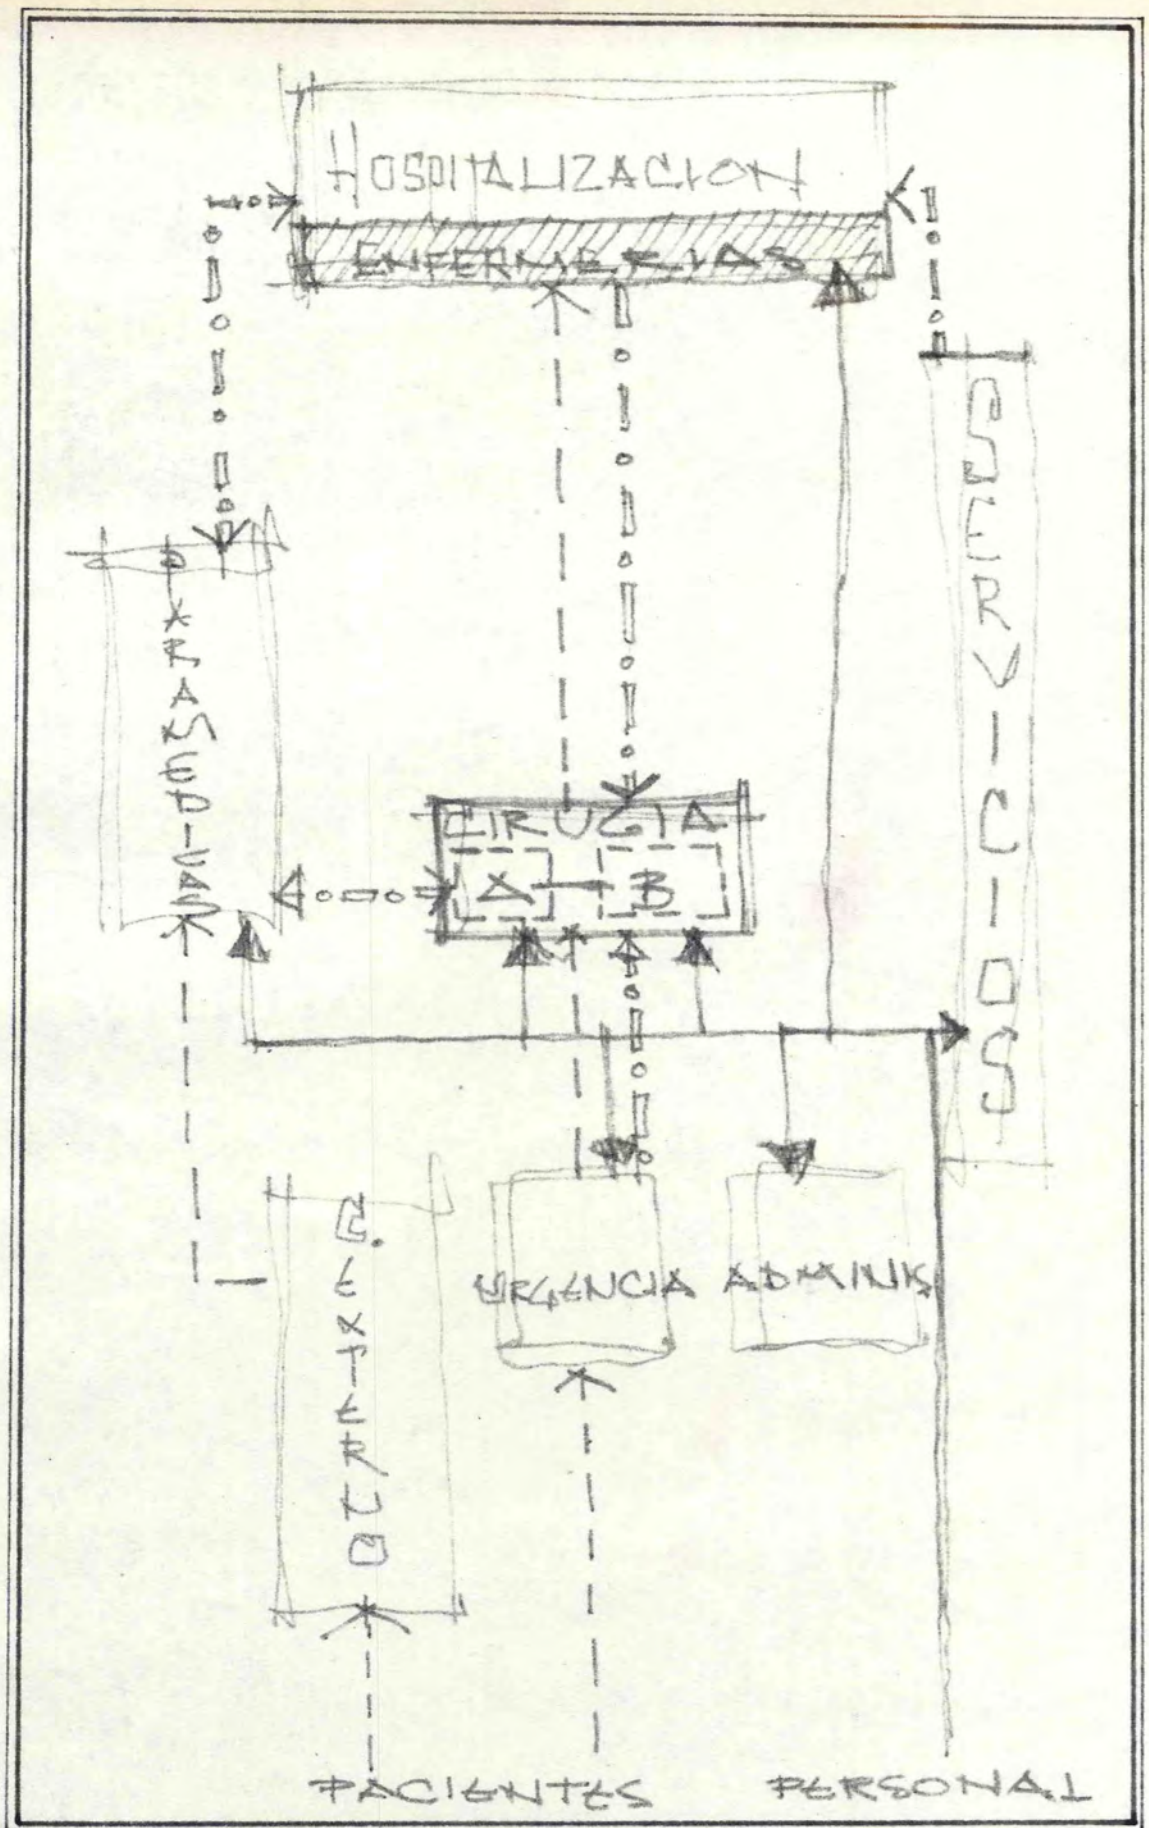 HOSPITALIZACION
ENFERMERIAS
SERVICIOS
PARAMEDICAS
CIRUGIA
A B
C. EXTERNO
URGENCIA
ADMINIS
PACIENTES
PERSONAL